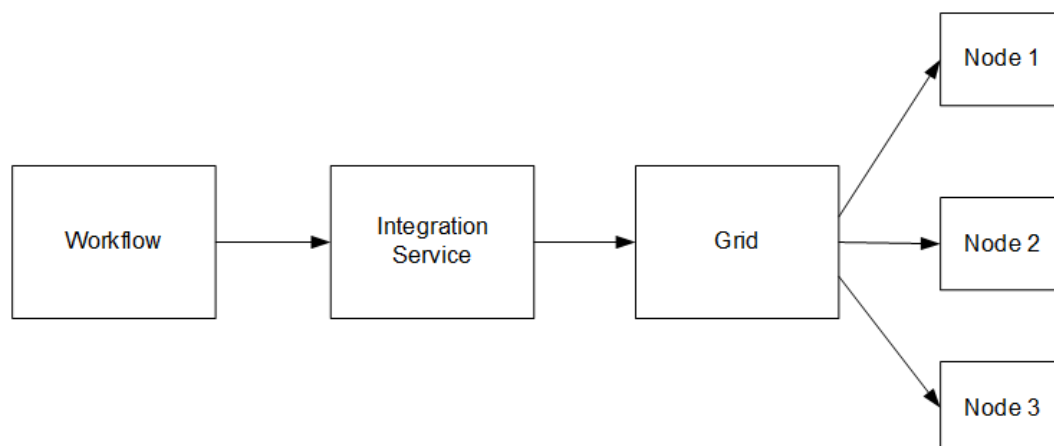 Workflow
Integration
Service
Grid
Node 1
Node 2
Node 3